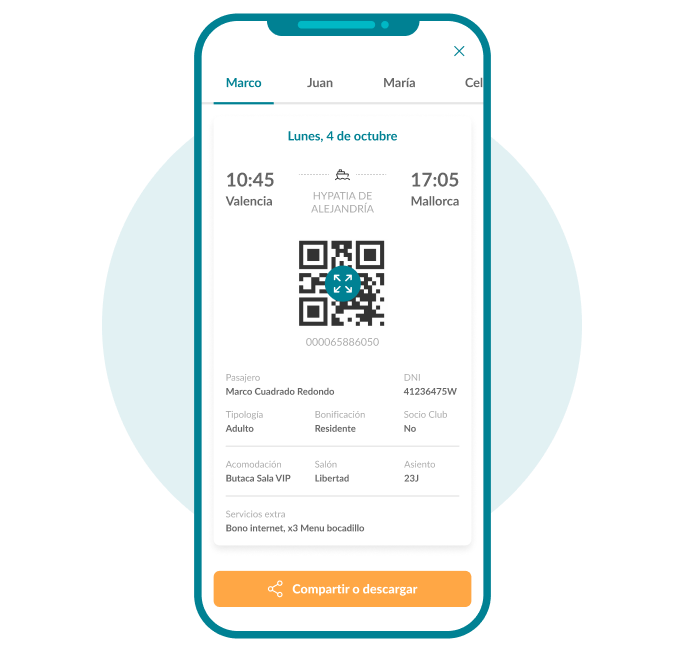 Marco Juan María Cel
Lunes, 4 de octubre
10:45 17:05
Valencia HYPATIA DE Mallorca
ALEJANDRÍA
000065886050
Pasajero DNI
Marco Cuadrado Redondo 41236475W
Tipología Bonificación Socio Club
Adulto Residente No
Acomodación Salón Asiento
Butaca Sala VIP Libertad 23J
Servicios extra
Bono internet, x3 Menu bocadillo
Compartir o descargar